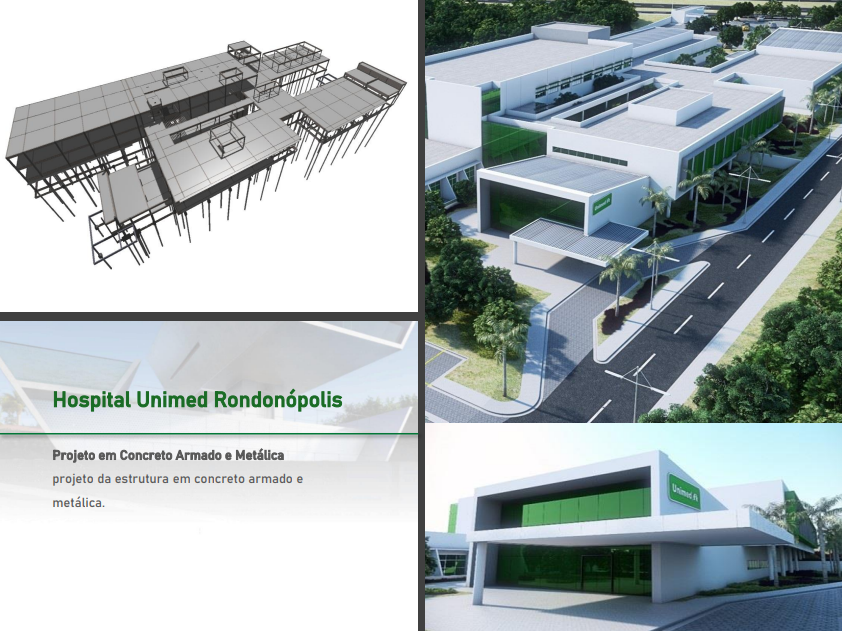 Hospital Unimed Rondonópolis
Projeto em Concreto Armado e Metálica
projeto da estrutura em concreto armado e
metálica.
Unimed
Unimed